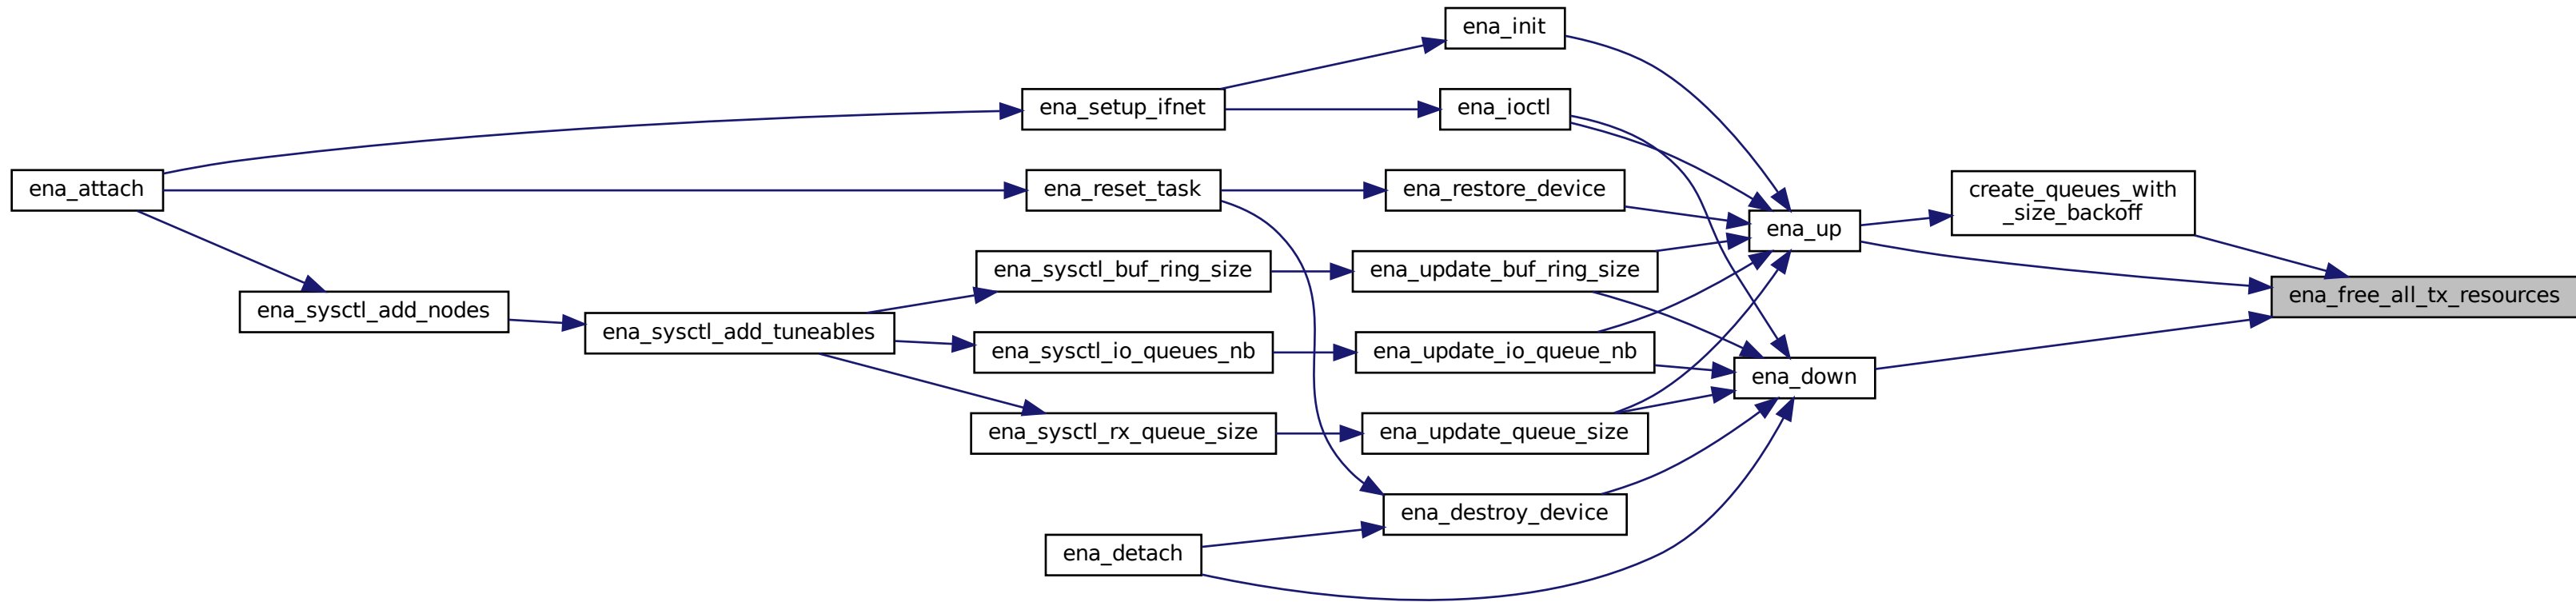 ena_init
ena_setup_ifnet
ena_ioctl
ena_attach
ena_reset_task
ena_restore_device
create_queues_with
_size_backoff
ena_up
ena_sysctl_buf_ring_size
ena_update_buf_ring_size
ena_free_all_tx_resources
ena_sysctl_add_nodes
ena_sysctl_add_tuneables
ena_sysctl_io_queues_nb
ena_update_io_queue_nb
ena_down
ena_sysctl_rx_queue_size
ena_update_queue_size
ena_destroy_device
ena_detach